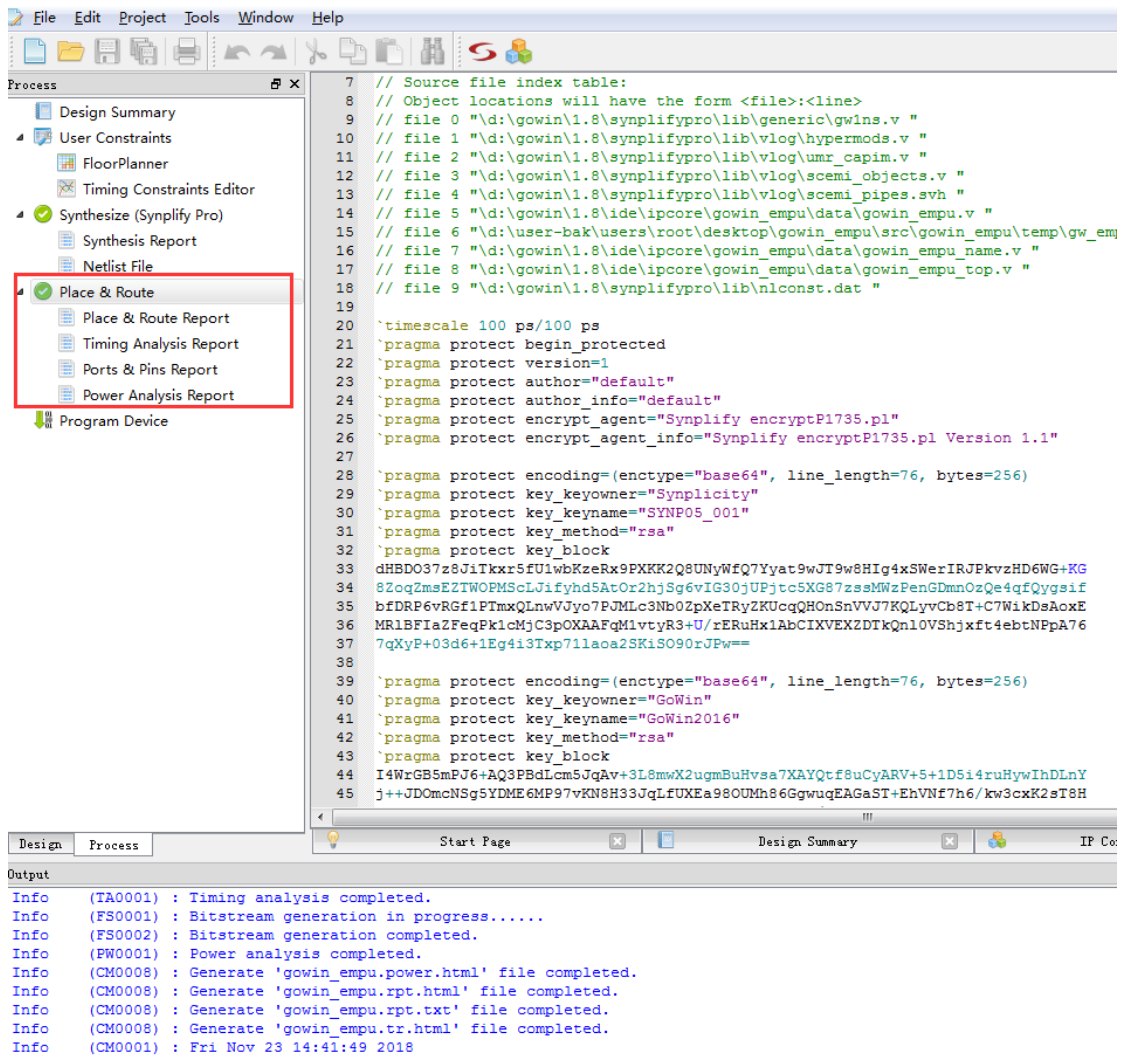 File Edit Project Tools Window Help
Process
Design Summary
User Constraints
FloorPlanner
Timing Constraints Editor
Synthesize (Synplify Pro)
Synthesis Report
Netlist File
Place & Route
Place & Route Report
Timing Analysis Report
Ports & Pins Report
Power Analysis Report
Program Device
7 // Source file index table:
8 // Object locations will have the form <file>:<line>
9 // file 0 "\d:\gowin\1.8\synplifypro\lib\generic\gw1ns.v "
10 // file 1 "\d:\gowin\1.8\synplifypro\lib\vlog\hypermods.v "
11 // file 2 "\d:\gowin\1.8\synplifypro\lib\vlog\umr_capim.v "
12 // file 3 "\d:\gowin\1.8\synplifypro\lib\vlog\scemi_objects.v "
13 // file 4 "\d:\gowin\1.8\synplifypro\lib\vlog\scemi_pipes.svh "
14 // file 5 "\d:\gowin\1.8\ide\ipcore\gowin_empu\data\gowin_empu.v "
15 // file 6 "\d:\user-bak\users\root\desktop\gowin_empu\src\gowin_empu\temp\gw_emp
16 // file 7 "\d:\gowin\1.8\ide\ipcore\gowin_empu\data\gowin_empu_name.v "
17 // file 8 "\d:\gowin\1.8\ide\ipcore\gowin_empu\data\gowin_empu_top.v "
18 // file 9 "\d:\gowin\1.8\synplifypro\lib\nlconst.dat "
19
20 `timescale 100 ps/100 ps
21 `pragma protect begin_protected
22 `pragma protect version=1
23 `pragma protect author="default"
24 `pragma protect author_info="default"
25 `pragma protect encrypt_agent="Synplify encryptP1735.pl"
26 `pragma protect encrypt_agent_info="Synplify encryptP1735.pl Version 1.1"
27
28 `pragma protect encoding=(enctype="base64", line_length=76, bytes=256)
29 `pragma protect key_keyowner="Synplicity"
30 `pragma protect key_keyname="SYNP05_001"
31 `pragma protect key_method="rsa"
32 `pragma protect key_block
33 dHBDO37z8JiTkxr5fU1wbKzeRx9PXKK2Q8UNyWfQ7Yyat9wJT9w8HIg4xSWerIRJPkvzHD6WG+KG
34 8ZoqZmsEZTWOPMScLJifyhd5AtOr2hjSg6vIG30jUPjtc5XG87zssMWzPenGDmnOzQe4qfQygsif
35 bfDRP6vRGf1PTmxQLnwVJyo7PJMLc3Nb0ZpXeTRyZKUcqQHOnSnVVJ7KQLyvCb8T+C7WikDsAoxE
36 MRlBFIaZFeqPk1cMjC3pOXAAFqM1vtyR3+U/rERuHx1AbCIXVEXZDTkQnl0VShjxft4ebtNPpA76
37 7qXyP+03d6+1Eg4i3Txp71laoa2SKiSO90rJPw==
38
39 `pragma protect encoding=(enctype="base64", line_length=76, bytes=256)
40 `pragma protect key_keyowner="GoWin"
41 `pragma protect key_keyname="GoWin2016"
42 `pragma protect key_method="rsa"
43 `pragma protect key_block
44 I4WrGB5mPJ6+AQ3PBdLcm5JqAv+3L8mwX2ugmBuHvsa7XAYQtf8uCyARV+5+1D5i4ruHywIhDLnY
45 j++JDOmcNSg5YDME6MP97vKN8H33JqLfUXEa98OUMh86GgwuqEAGaST+EhVNf7h6/kw3cxK2sT8H
Design Process
Start Page Design Summary IP Co
Output
Info (TA0001) : Timing analysis completed.
Info (FS0001) : Bitstream generation in progress......
Info (FS0002) : Bitstream generation completed.
Info (PW0001) : Power analysis completed.
Info (CM0008) : Generate 'gowin_empu.power.html' file completed.
Info (CM0008) : Generate 'gowin_empu.rpt.html' file completed.
Info (CM0008) : Generate 'gowin_empu.rpt.txt' file completed.
Info (CM0008) : Generate 'gowin_empu.tr.html' file completed.
Info (CM0001) : Fri Nov 23 14:41:49 2018